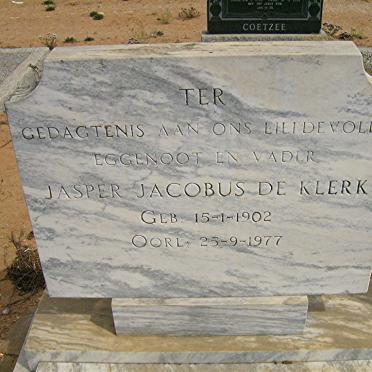 COETZEE
TER
GEDAGTENIS AAN ONS LIEFDEVOLLE
EGGENOOT EN VADER
JASPER JACOBUS DE KLERK
GEB. 15-1-1902
OORL. 25-9-1977